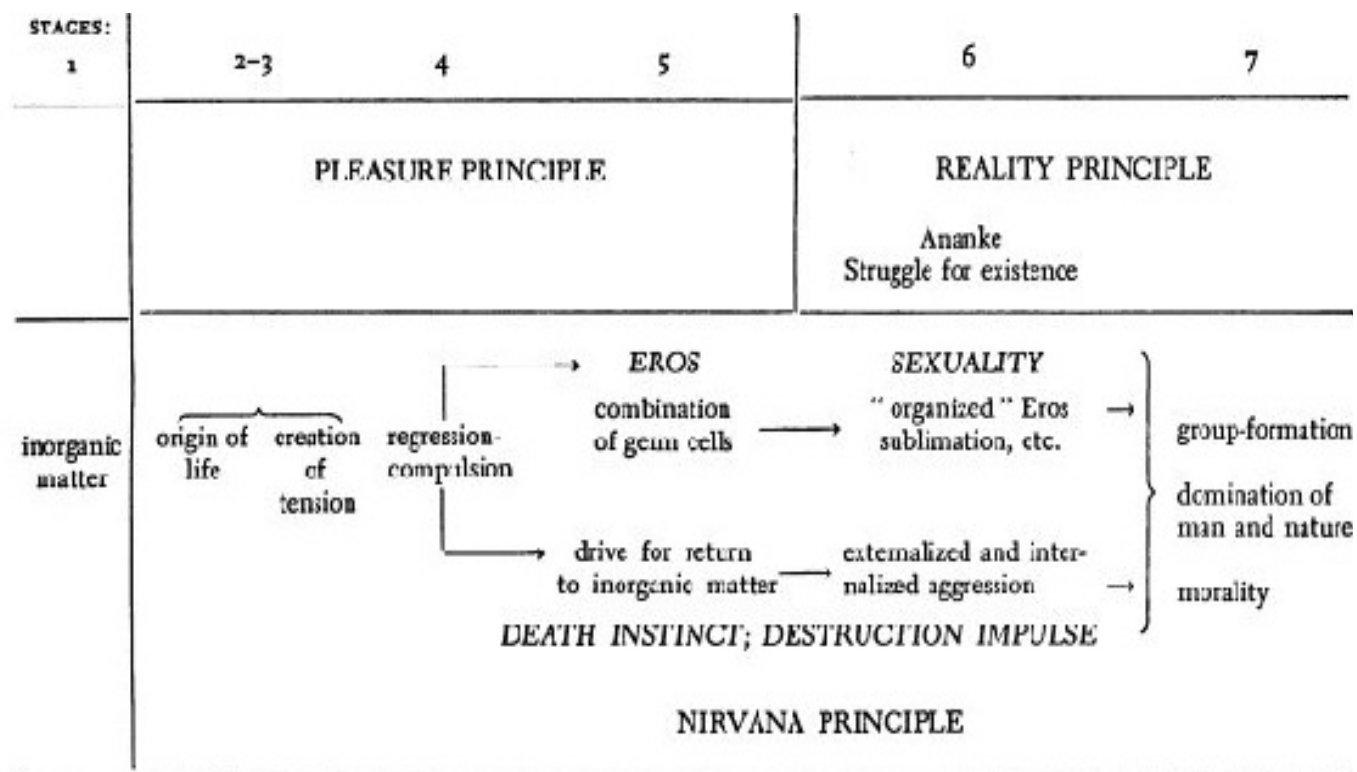 STAGES:
1 2-3 4 5 6 7
PLEASURE PRINCIPLE
REALITY PRINCIPLE
Ananke
Struggle for existence
inorganic
matter
origin of
life
creation
of
tension
regression-
compulsion
EROS
combination
of germ cells
SEXUALITY
" organized " Eros
sublimation, etc.
drive for return
to inorganic matter
externalized and inter-
nalized aggression
DEATH INSTINCT; DESTRUCTION IMPULSE
group-formation
domination of
man and nature
morality
NIRVANA PRINCIPLE